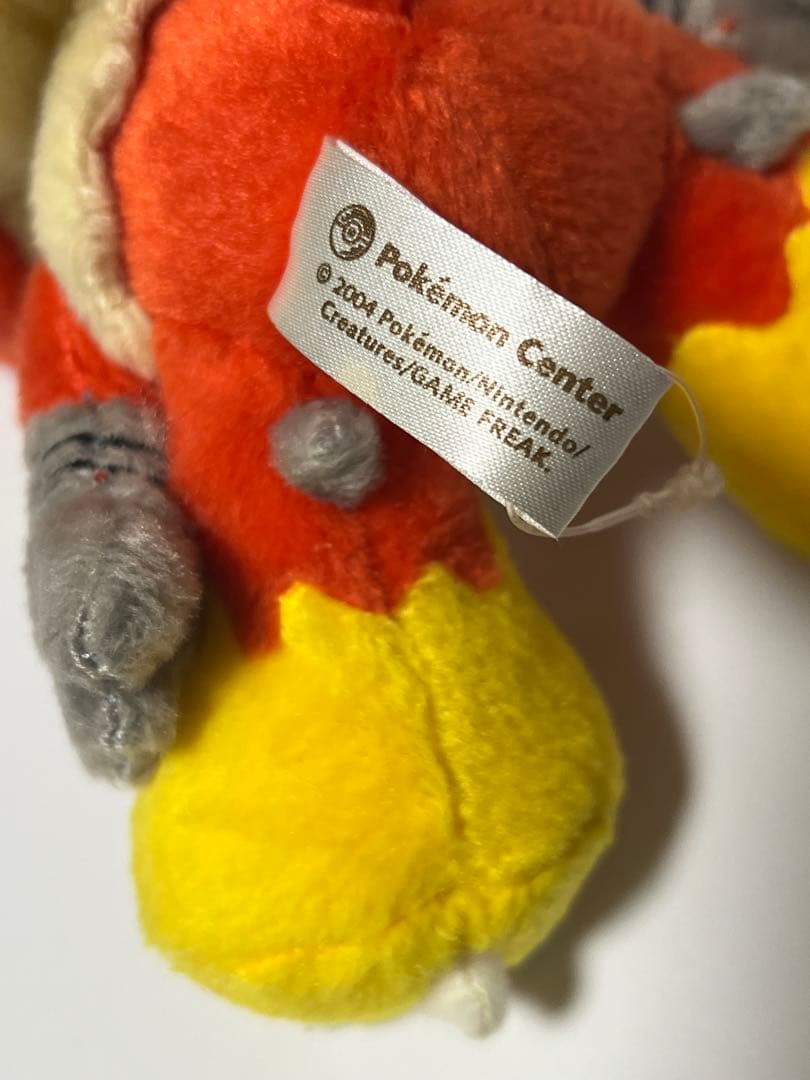 Pokémon Center
© 2004 Pokémon/Nintendo/
Creatures/GAME FREAK.